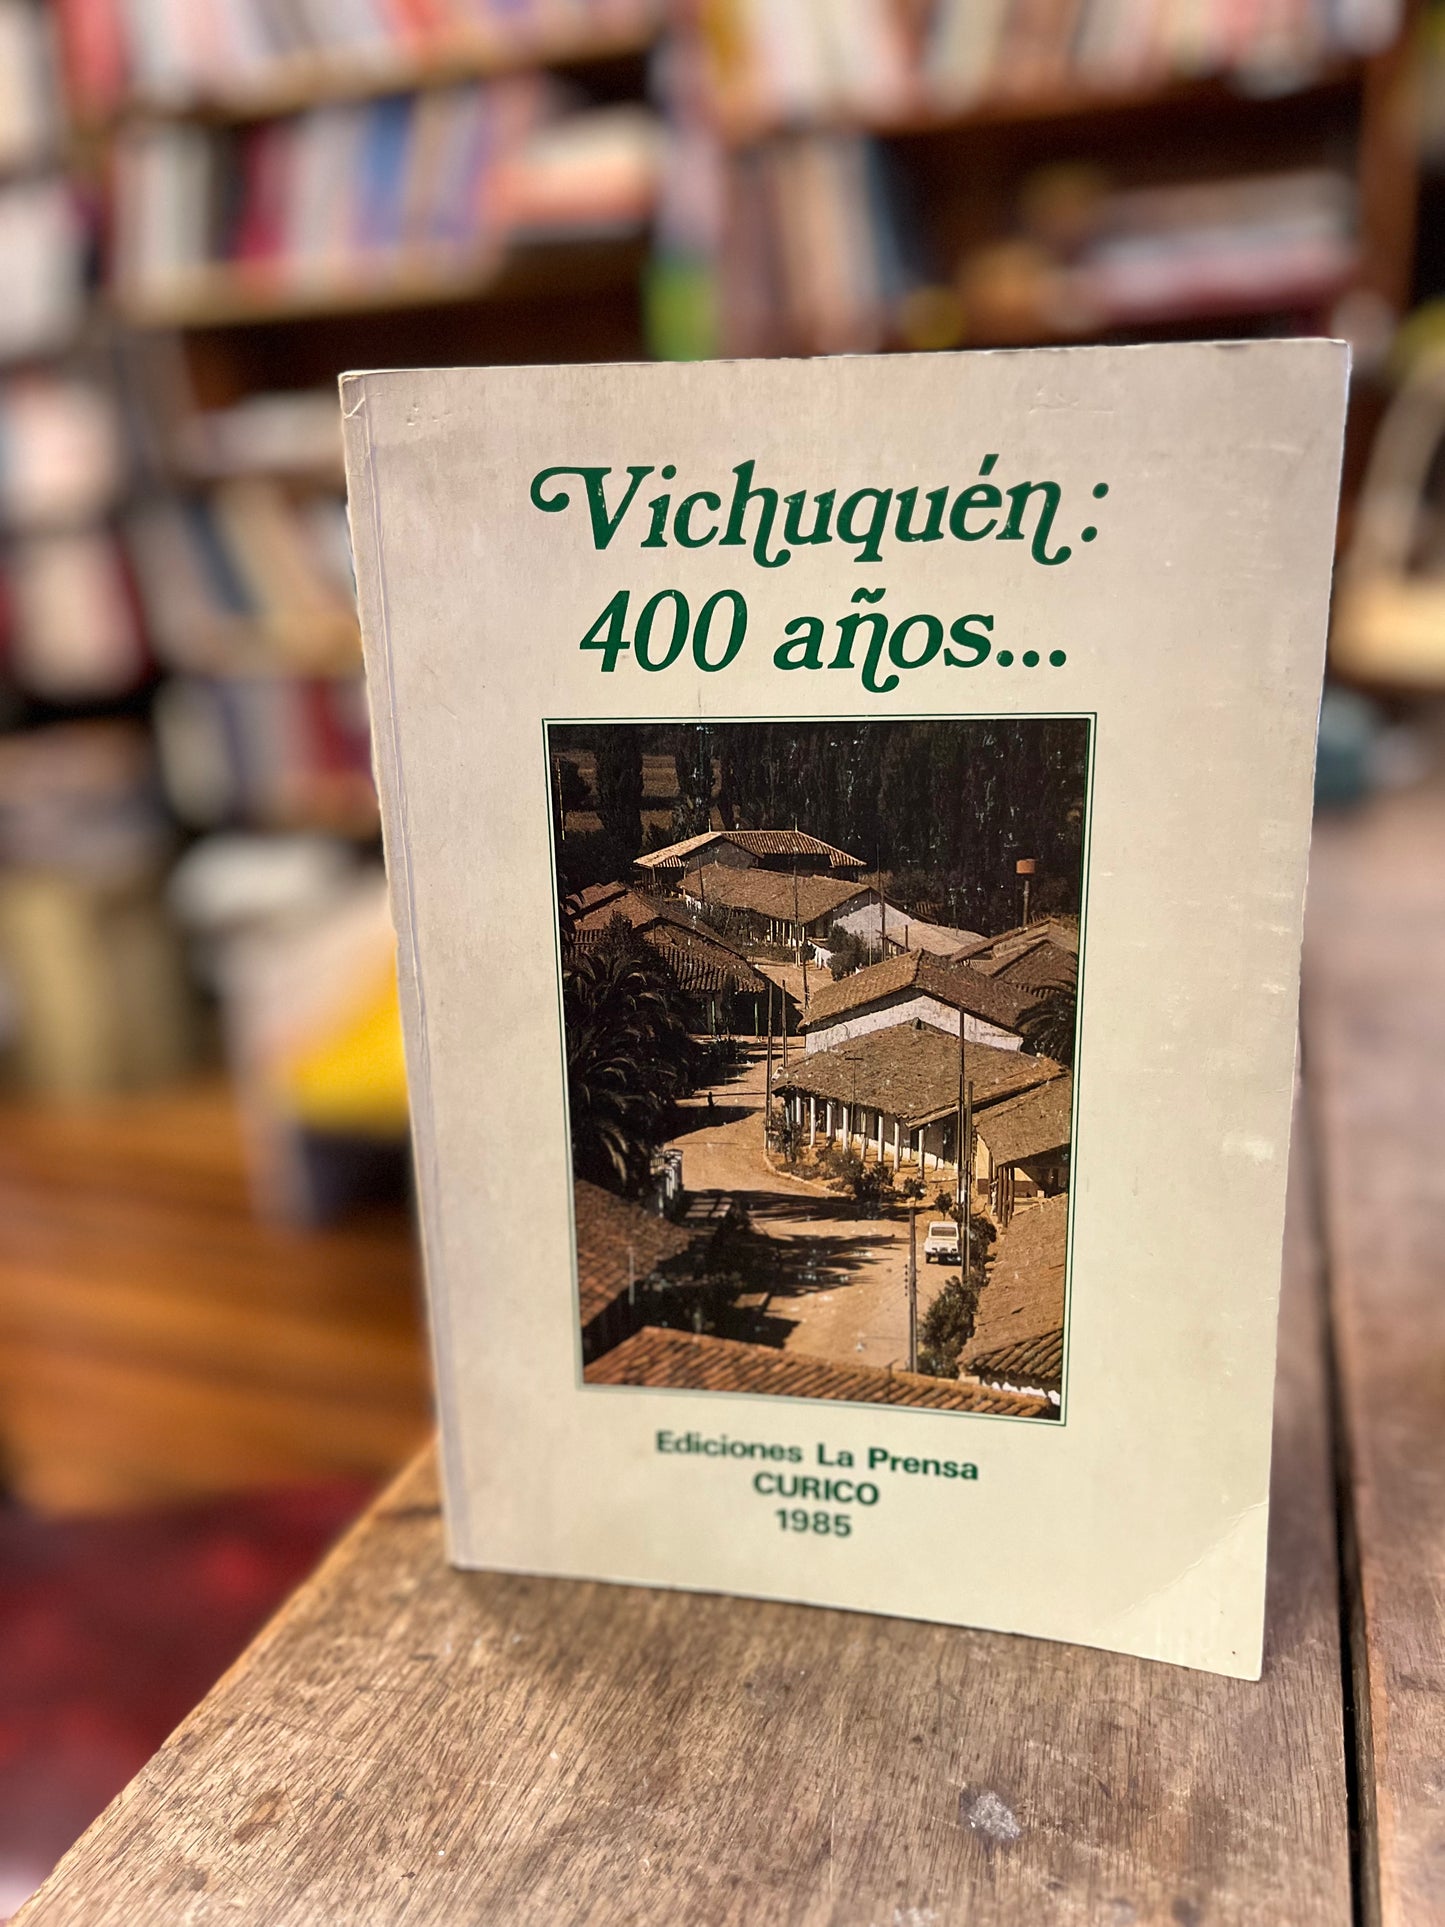 Vichuquén:
400 años...
Ediciones La Prensa
CURICO
1985